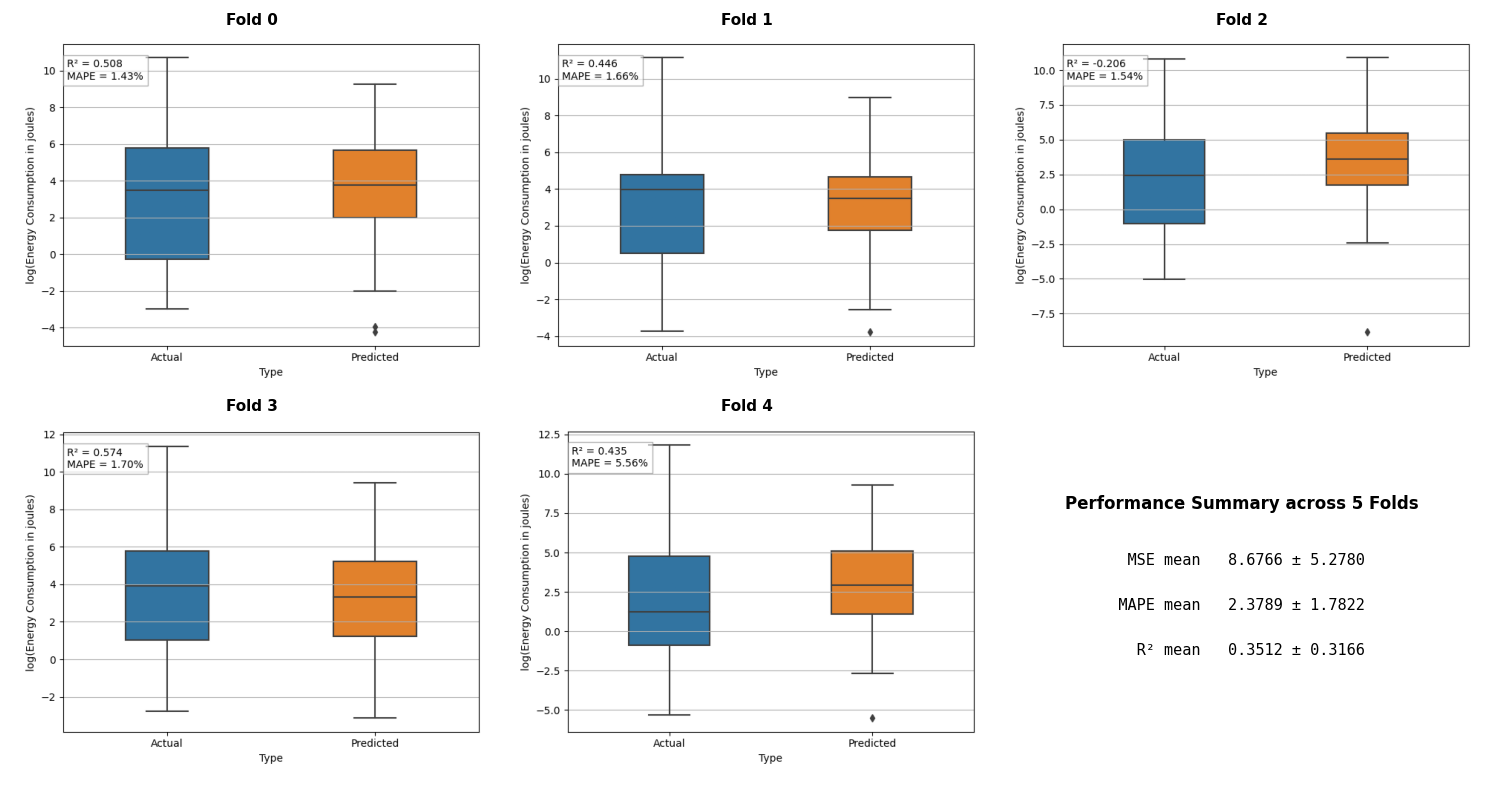 Fold 0
R² = 0.508
MAPE = 1.43%
10
8
6
4
2
0
−2
−4
log(Energy Consumption in joules)
Actual
Predicted
Type
Fold 1
R² = 0.446
MAPE = 1.66%
10
8
6
4
2
0
−2
−4
log(Energy Consumption in joules)
Actual
Predicted
Type
Fold 2
R² = -0.206
MAPE = 1.54%
10.0
7.5
5.0
2.5
0.0
−2.5
−5.0
−7.5
log(Energy Consumption in joules)
Actual
Predicted
Type
Fold 3
R² = 0.574
MAPE = 1.70%
12
10
8
6
4
2
0
−2
log(Energy Consumption in joules)
Actual
Predicted
Type
Fold 4
R² = 0.435
MAPE = 5.56%
12.5
10.0
7.5
5.0
2.5
0.0
−2.5
−5.0
log(Energy Consumption in joules)
Actual
Predicted
Type
Performance Summary across 5 Folds
MSE mean 8.6766 ± 5.2780
MAPE mean 2.3789 ± 1.7822
R² mean 0.3512 ± 0.3166